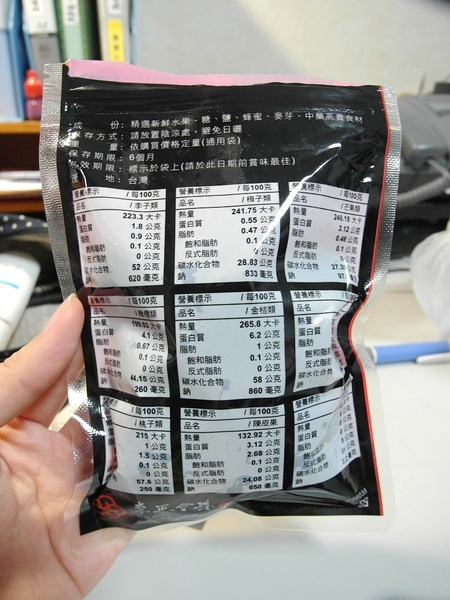 成 份: 精選新鮮水果、糖、鹽、蜂蜜、麥芽、中藥高貴食材
保存方式: 請放置陰涼處,避免日曬
重 量: 依購買價格定量(通用袋)
保存期限: 6個月
有效期限: 標示於袋上(請於此日期前賞味最佳)
地: 台灣
營養標示 / 每100克
品名 / 李子類
熱量 223.3 大卡
蛋白質 1.8 公克
脂肪 0.9 公克
飽和脂肪 0.1 公克
反式脂肪 0 公克
碳水化合物 52 公克
鈉 620 毫克
營養標示 / 每100克
品名 / 梅子類
熱量 241.75 大卡
蛋白質 0.55 公克
脂肪 0.47 公克
飽和脂肪 0.1 公克
反式脂肪 公克
碳水化合物 28.83 公克
鈉 833 毫克
營養標示 / 每100克
品名 / 芒果類
熱量 大卡
蛋白質 3.12 公克
脂肪 公克
飽和脂肪 0.1 公克
反式脂肪 公克
碳水化合物
鈉
營養標示 / 每100克
品名 / 橄欖類
熱量 大卡
蛋白質 4.1 公克
脂肪 0.67 公克
飽和脂肪 0.1 公克
反式脂肪 0 公克
碳水化合物 44.15 公克
鈉 260 毫克
營養標示 / 每100克
品名 / 金桔類
熱量 265.8 大卡
蛋白質 6.2 公克
脂肪 1 公克
飽和脂肪 0.1 公克
反式脂肪 0 公克
碳水化合物 58 公克
鈉 860 毫克
營養標示
品名
熱量
蛋白質
脂肪
飽和脂肪
反式脂肪
碳水化合物
鈉
/ 每100克
/ 桃子類
215 大卡
1 公克
1.5 公克
0.1 公克
0 公克
57.6 公克
250 毫克
營養標示 / 每100克
品名 / 陳皮果
熱量 132.92 大卡
蛋白質 3.12 公克
脂肪 2.68 公克
飽和脂肪 0.1 公克
反式脂肪 0 公克
碳水化合物 24.08 公克
鈉 650 毫克
營養標示
品名
熱量
蛋白質
脂肪
飽和脂肪
反式脂肪
碳水化合物
鈉